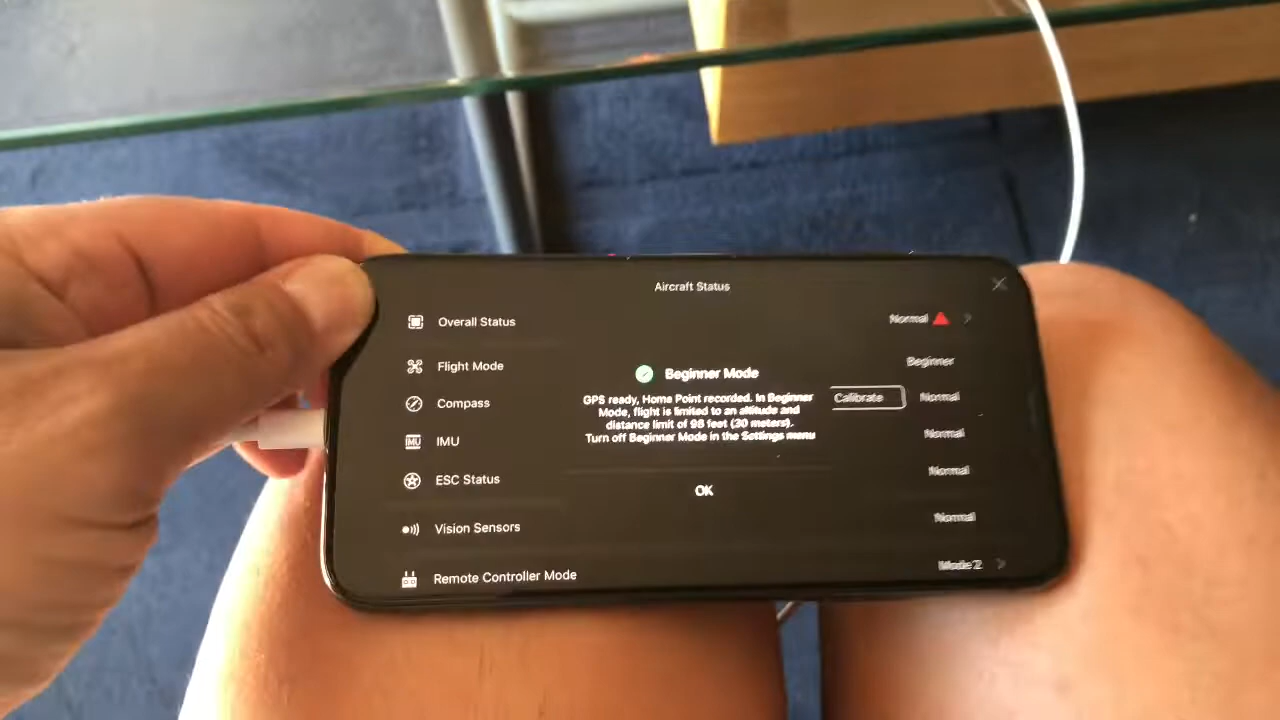 Aircraft Status
Overall Status
Normal
Flight Mode
Beginner
Compass
Calibrate
Normal
IMU
IMU
Normal
ESC Status
Normal
Vision Sensors
Normal
Remote Controller Mode
Mode 2
Beginner Mode
GPS ready, Home Point recorded. In Beginner
Mode, flight is limited to an altitude and
distance limit of 98 feet (30 meters).
Turn off Beginner Mode in the Settings menu
OK